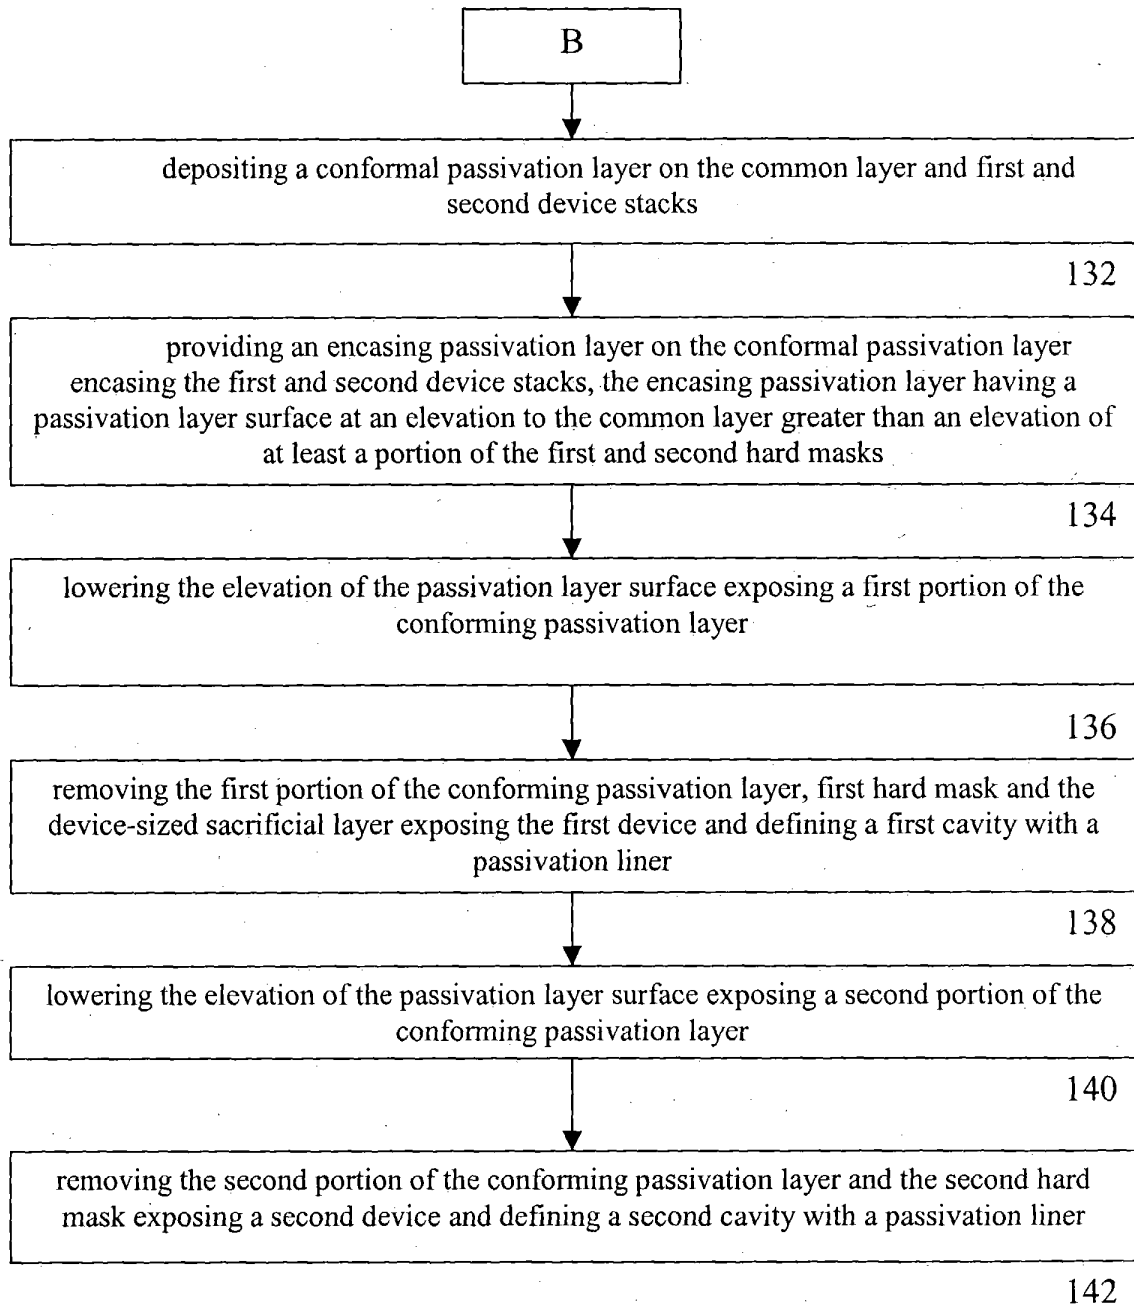 B
depositing a conformal passivation layer on the common layer and first and
second device stacks
132
providing an encasing passivation layer on the conformal passivation layer
encasing the first and second device stacks, the encasing passivation layer having a
passivation layer surface at an elevation to the common layer greater than an elevation of
at least a portion of the first and second hard masks
134
lowering the elevation of the passivation layer surface exposing a first portion of the
conforming passivation layer
136
removing the first portion of the conforming passivation layer, first hard mask and the
device-sized sacrificial layer exposing the first device and defining a first cavity with a
passivation liner
138
lowering the elevation of the passivation layer surface exposing a second portion of the
conforming passivation layer
140
removing the second portion of the conforming passivation layer and the second hard
mask exposing a second device and defining a second cavity with a passivation liner
142